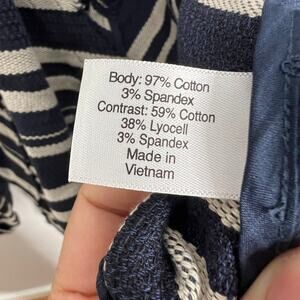 Body: 97% Cotton
3% Spandex
Contrast: 59% Cotton
38% Lyocell
3% Spandex
Made in
Vietnam